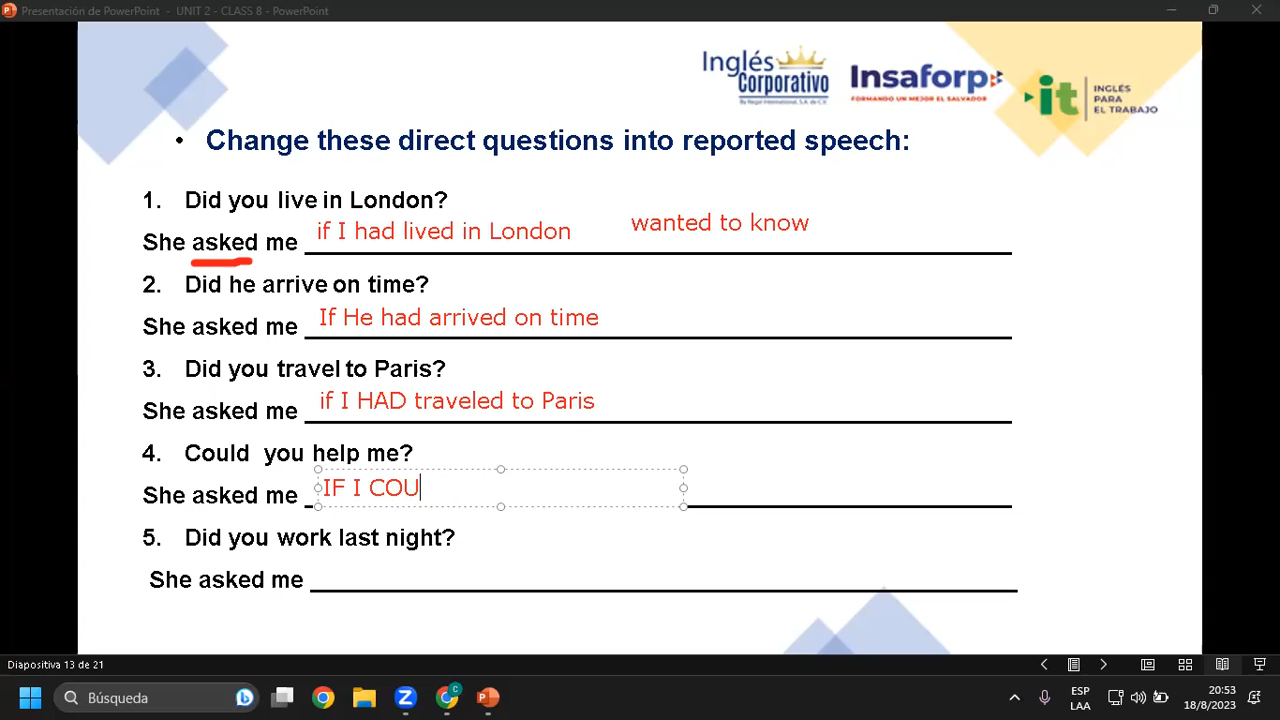 Presentación de PowerPoint - UNIT 2 - CLASS 8 - PowerPoint
Inglés
Corporativo
By Regal International, S.A. de C.V.
Insaforp
FORMANDO UN MEJOR EL SALVADOR
it
INGLÉS
PARA
EL TRABAJO
• Change these direct questions into reported speech:
1. Did you live in London?
She asked me if I had lived in London wanted to know
2. Did he arrive on time?
She asked me If He had arrived on time
3. Did you travel to Paris?
She asked me if I HAD traveled to Paris
4. Could you help me?
She asked me IF I COU
5. Did you work last night?
She asked me
Diapositiva 13 de 21
Búsqueda
C
ESP
LAA
20:53
18/8/2023